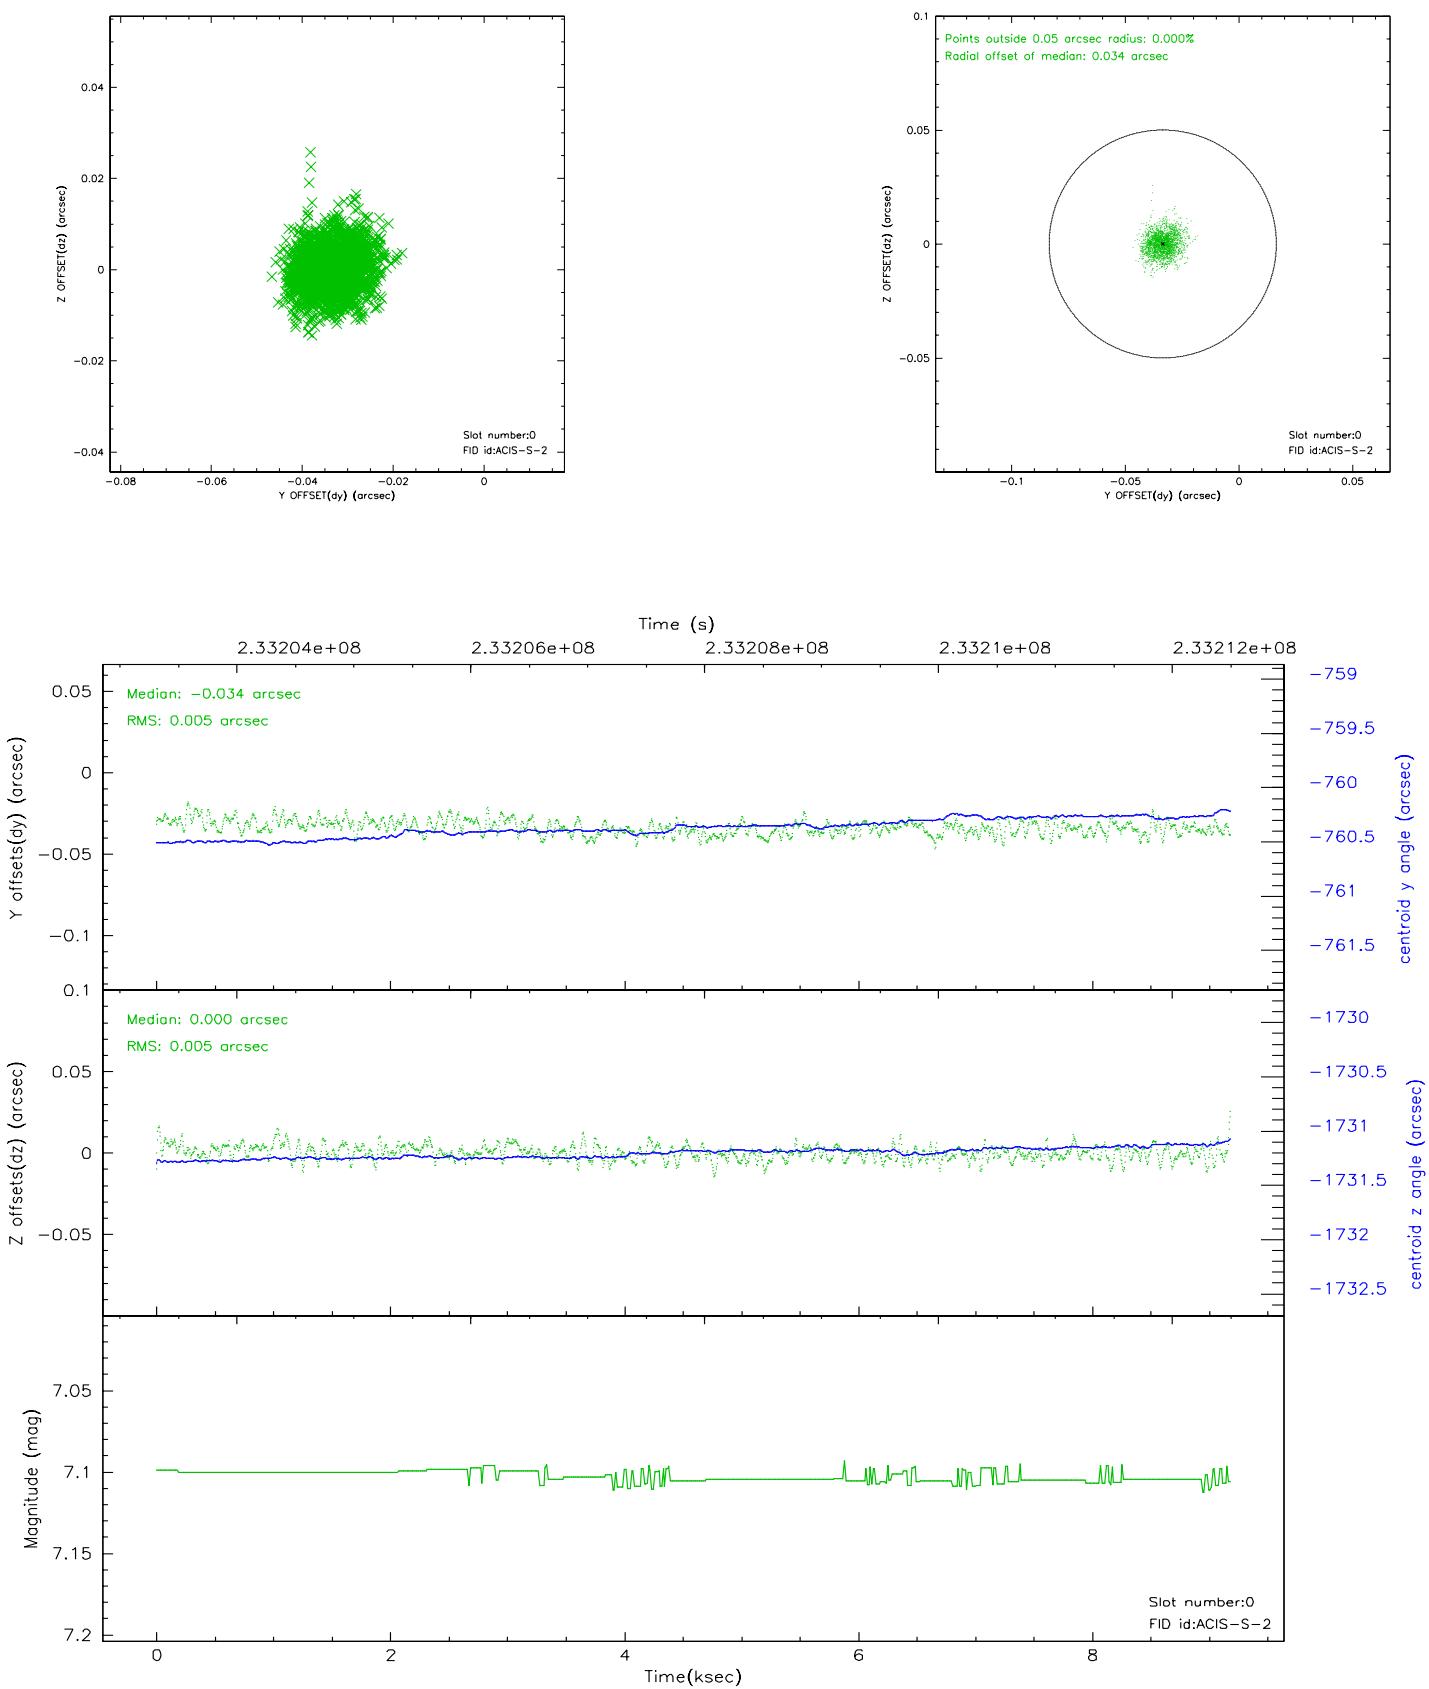 0.04
0.02
0
−0.02
−0.04
Z OFFSET(dz) (arcsec)
Slot number:0
FID id:ACIS−S−2
−0.08 −0.06 −0.04 −0.02 0
Y OFFSET(dy) (arcsec)
0.1
0.05
0
−0.05
Z OFFSET(dz) (arcsec)
Points outside 0.05 arcsec radius: 0.000%
Radial offset of median: 0.034 arcsec
Slot number:0
FID id:ACIS−S−2
−0.1 −0.05 0 0.05
Y OFFSET(dy) (arcsec)
Time (s)
2.33204e+08 2.33206e+08 2.33208e+08 2.3321e+08 2.33212e+08
Median: −0.034 arcsec
RMS: 0.005 arcsec
0.05
0
−0.05
−0.1
Y offsets(dy) (arcsec)
−759
−759.5
−760
−760.5
−761
−761.5
centroid y angle (arcsec)
Median: 0.000 arcsec
RMS: 0.005 arcsec
0.1
0.05
0
−0.05
Z offsets(dz) (arcsec)
−1730
−1730.5
−1731
−1731.5
−1732
−1732.5
centroid z angle (arcsec)
7.05
7.1
7.15
7.2
Magnitude (mag)
Slot number:0
FID id:ACIS−S−2
0 2 4 6 8
Time(ksec)